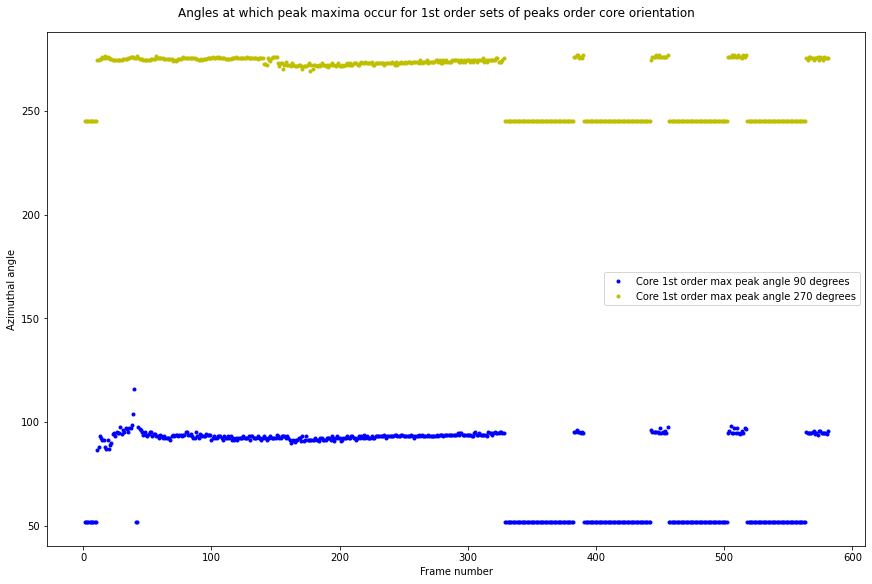 Angles at which peak maxima occur for 1st order sets of peaks order core orientation
250
200
150
100
50
Azimuthal angle
Core 1st order max peak angle 90 degrees
Core 1st order max peak angle 270 degrees
0 100 200 300 400 500 600
Frame number